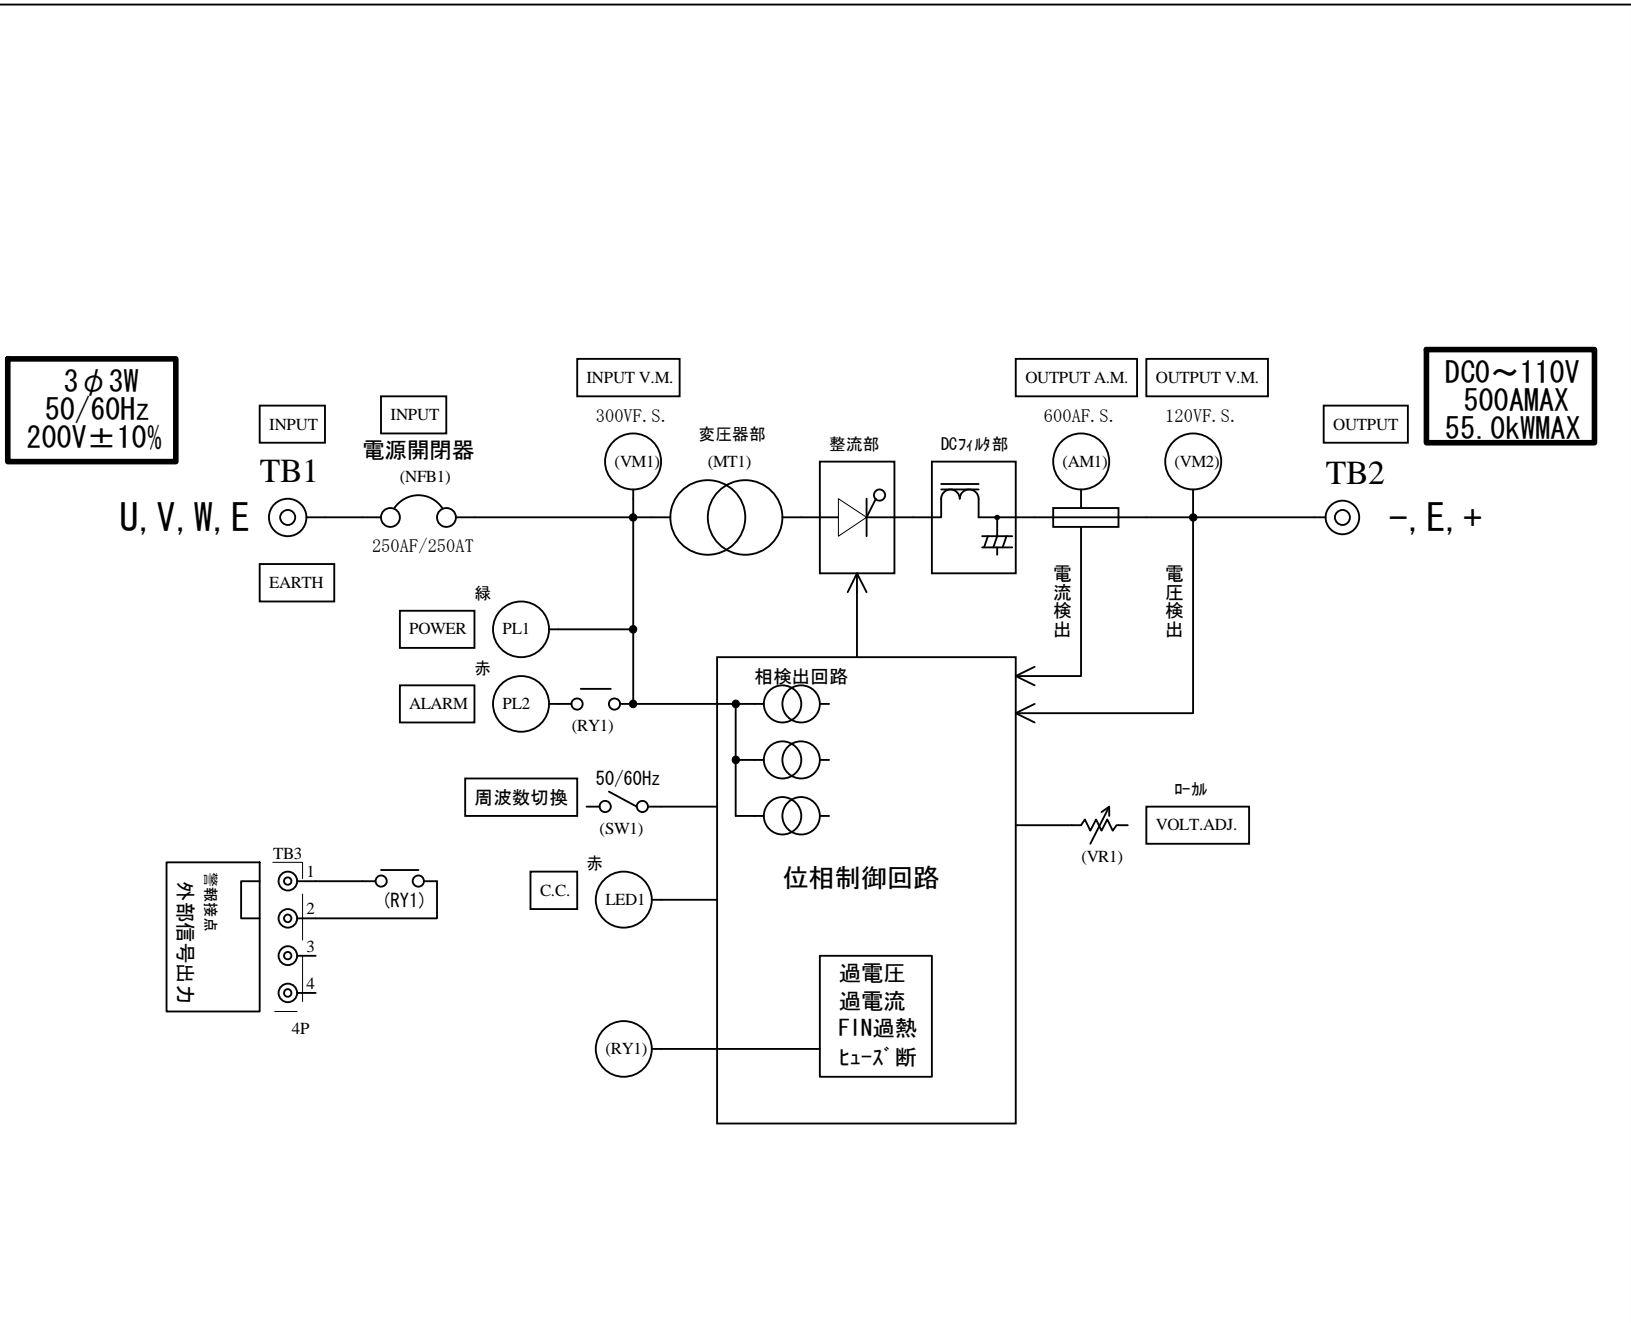 3φ3W
50/60Hz
200V±10%
INPUT
TB1
U, V, W, E
EARTH
INPUT
電源開閉器
(NFB1)
250AF/250AT
INPUT V.M.
300VF.S.
(VM1)
変圧器部
(MT1)
整流部
DCフィルタ部
OUTPUT A.M.
600AF.S.
(AM1)
OUTPUT V.M.
120VF.S.
(VM2)
OUTPUT
TB2
-, E, +
DC0～110V
500AMAX
55.0kWMAX
電流検出
電圧検出
緑
POWER
PL1
赤
ALARM
PL2
(RY1)
相検出回路
周波数切換
50/60Hz
(SW1)
ローカル
VOLT.ADJ.
(VR1)
赤
C.C.
LED1
位相制御回路
TB3
警報接点
外部信号出力
1
2
3
4
4P
(RY1)
(RY1)
過電圧
過電流
FIN過熱
ヒューズ断